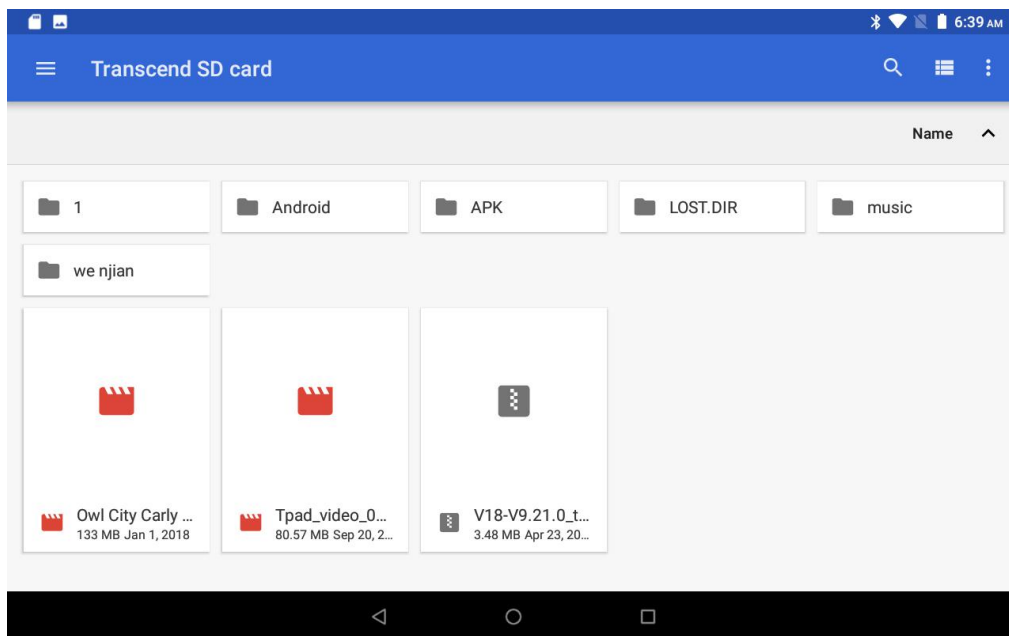 6:39 AM
Transcend SD card
Name
1
Android
APK
LOST.DIR
music
we njian
Owl City Carly ...
133 MB Jan 1, 2018
Tpad_video_0...
80.57 MB Sep 20, 2...
V18-V9.21.0_t...
3.48 MB Apr 23, 20...